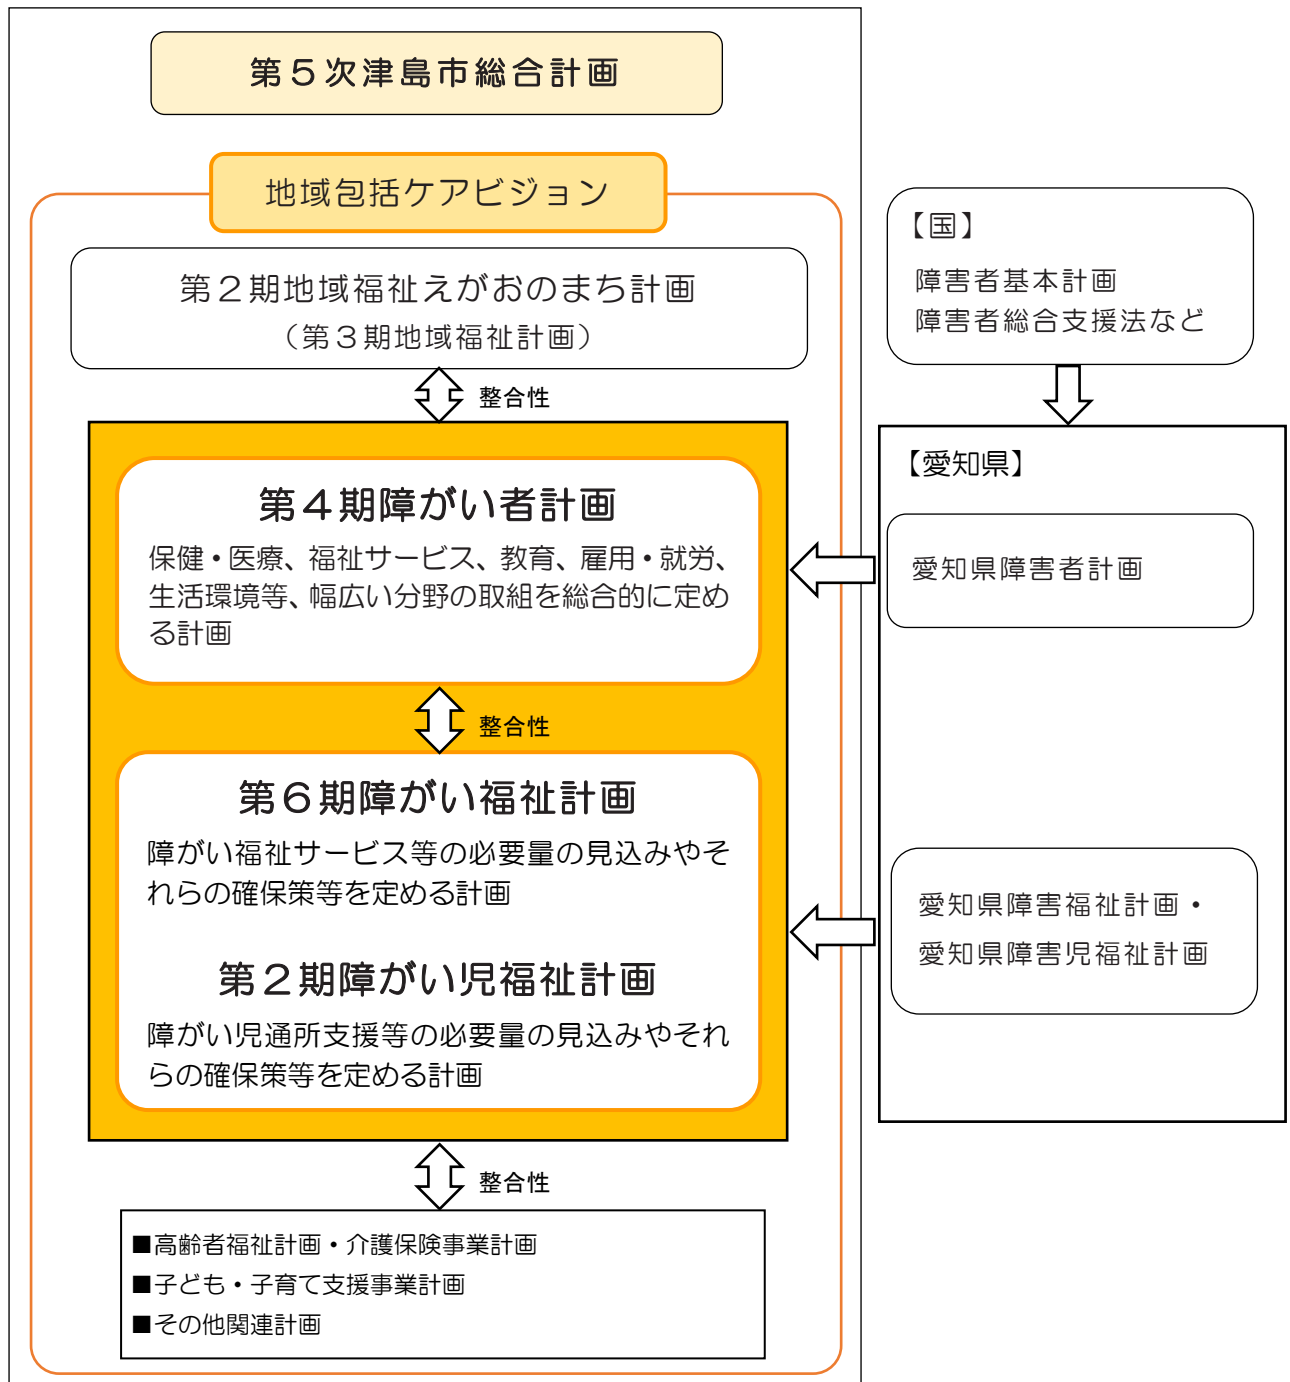 第５次津島市総合計画
地域包括ケアビジョン
第２期地域福祉えがおのまち計画
（第３期地域福祉計画）
整合性
第４期障がい者計画
保健・医療、福祉サービス、教育、雇用・就労、
生活環境等、幅広い分野の取組を総合的に定め
る計画
整合性
第６期障がい福祉計画
障がい福祉サービス等の必要量の見込みやそ
れらの確保策等を定める計画
第２期障がい児福祉計画
障がい児通所支援等の必要量の見込みやそれ
らの確保策等を定める計画
整合性
■高齢者福祉計画・介護保険事業計画
■子ども・子育て支援事業計画
■その他関連計画
【国】
障害者基本計画
障害者総合支援法など
【愛知県】
愛知県障害者計画
愛知県障害福祉計画・
愛知県障害児福祉計画